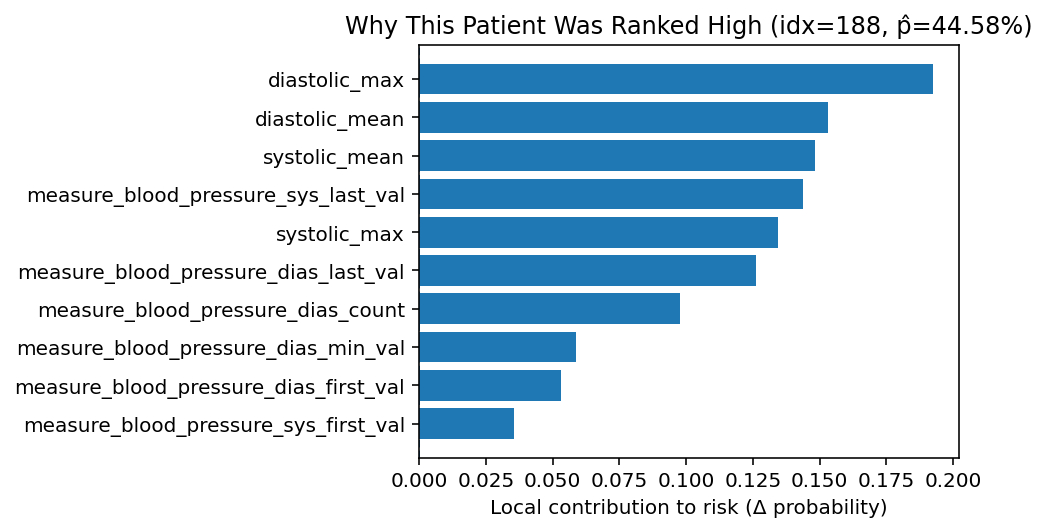 Why This Patient Was Ranked High (idx=188, p̂=44.58%)
diastolic_max
diastolic_mean
systolic_mean
measure_blood_pressure_sys_last_val
systolic_max
measure_blood_pressure_dias_last_val
measure_blood_pressure_dias_count
measure_blood_pressure_dias_min_val
measure_blood_pressure_dias_first_val
measure_blood_pressure_sys_first_val
0.000 0.025 0.050 0.075 0.100 0.125 0.150 0.175 0.200
Local contribution to risk (Δ probability)